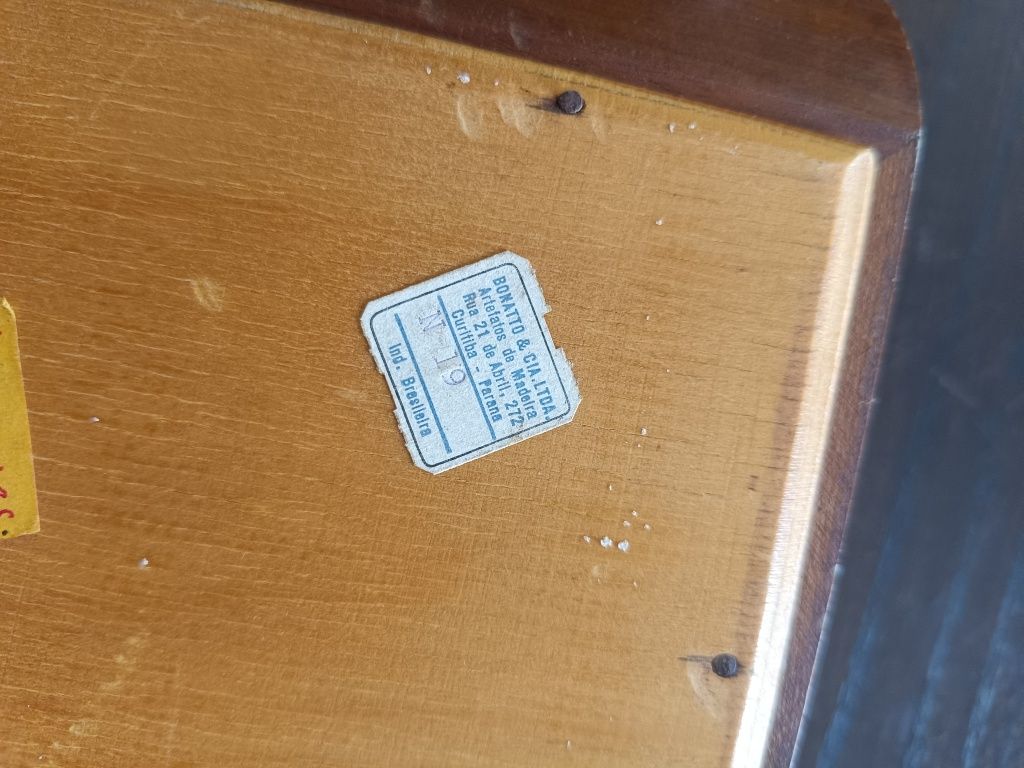 BONATTO & CIA. LTDA.
Artefatos de Madeira
Rua 21 de Abril, 272
Curitiba - Paraná
N 19
Ind. Brasileira